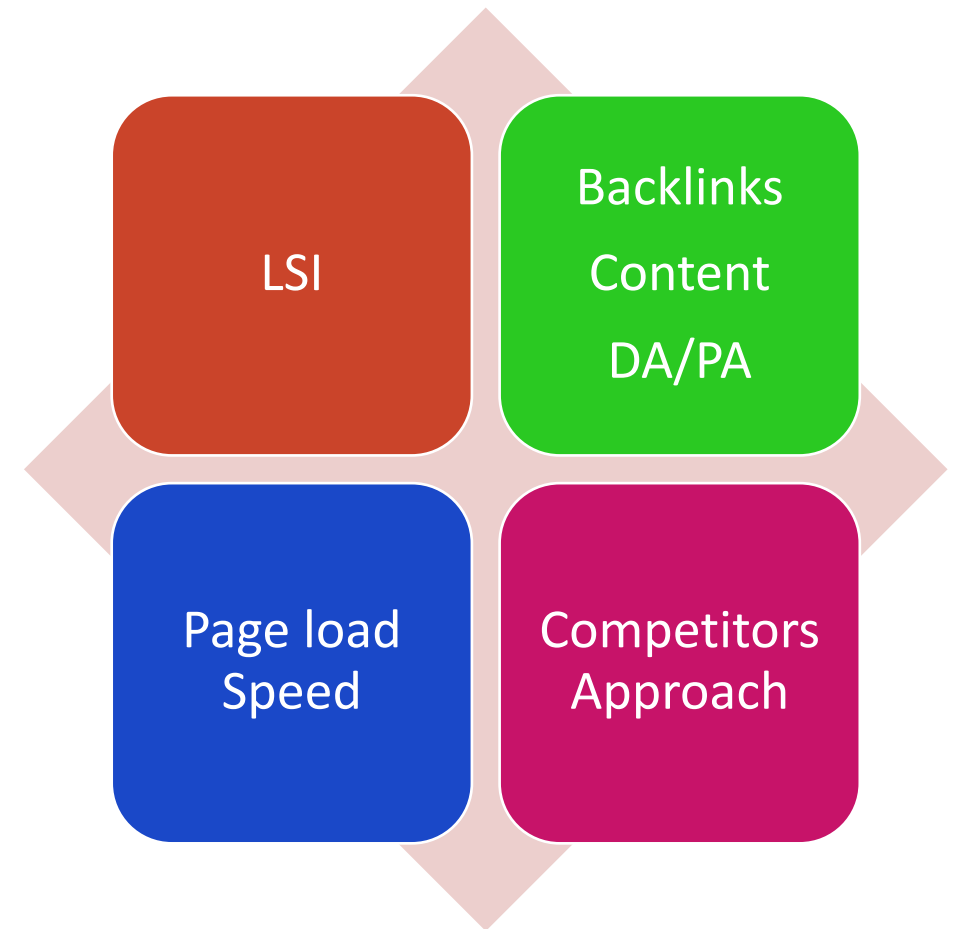 LSI
Backlinks
Content
DA/PA
Page load
Speed
Competitors
Approach